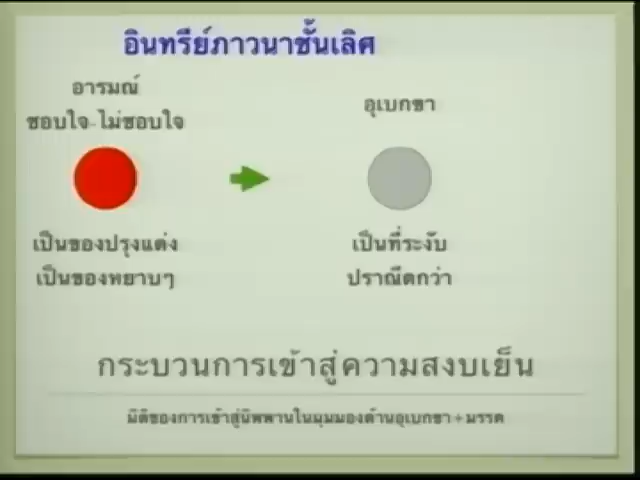 อินทรีย์ภาวนาชั้นเลิศ
อารมณ์
ชอบใจ-ไม่ชอบใจ
อุเบกขา
เป็นของปรุงแต่ง
เป็นของหยาบๆ
เป็นที่ระงับ
ปราณีตกว่า
กระบวนการเข้าสู่ความสงบเย็น
มิติของการเข้าสู่นิพพานในมุมมองด้านอุเบกขา+มรรค